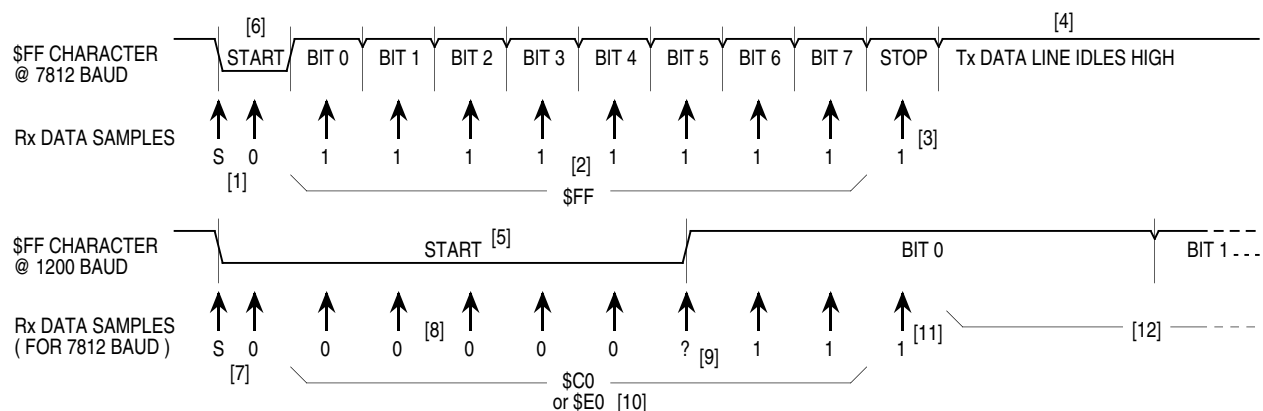 [6] [4]
$FF CHARACTER START BIT 0 BIT 1 BIT 2 BIT 3 BIT 4 BIT 5 BIT 6 BIT 7 STOP Tx DATA LINE IDLES HIGH
@ 7812 BAUD
Rx DATA SAMPLES [3]
S 0 1 1 1 1 1 1 1 1 1
[1] [2]
$FF
$FF CHARACTER START [5] BIT 0 BIT 1
@ 1200 BAUD
Rx DATA SAMPLES [8] [11] [12]
( FOR 7812 BAUD ) S 0 0 0 0 0 0 ? [9] 1 1 1
[7]
$C0
or $E0 [10]